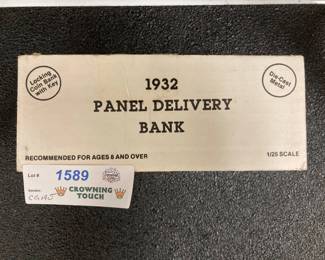 Locking
Coin Bank
with Key
Die-Cast
Metal
1932
PANEL DELIVERY
BANK
RECOMMENDED FOR AGES 8 AND OVER
1/25 SCALE
Lot #
1589
CROWNING
TOUCH